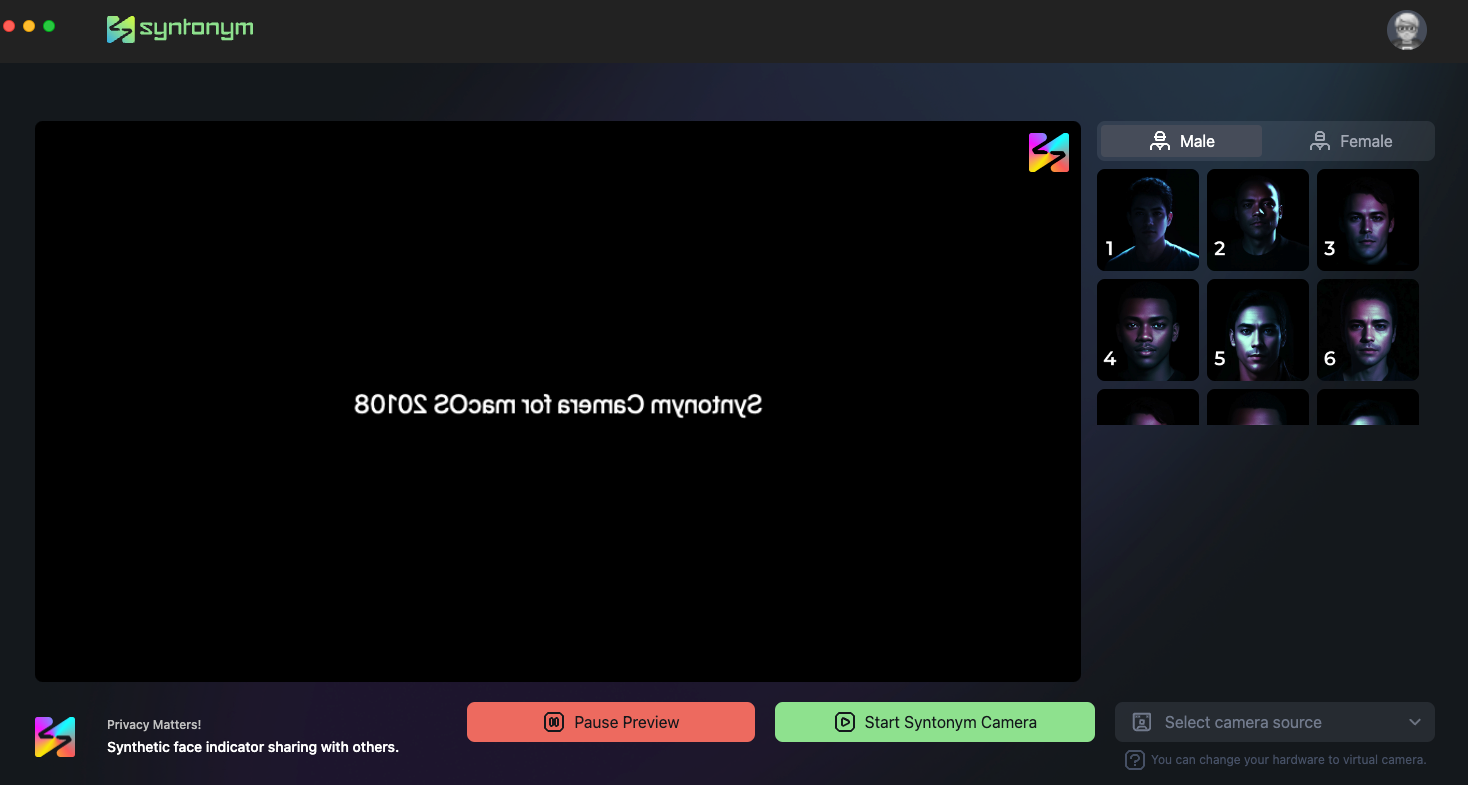 syntonym
Male
Female
1
2
3
4
5
6
Syntonym Camera for macOS 20108
Privacy Matters!
Synthetic face indicator sharing with others.
Pause Preview
Start Syntonym Camera
Select camera source
You can change your hardware to virtual camera.